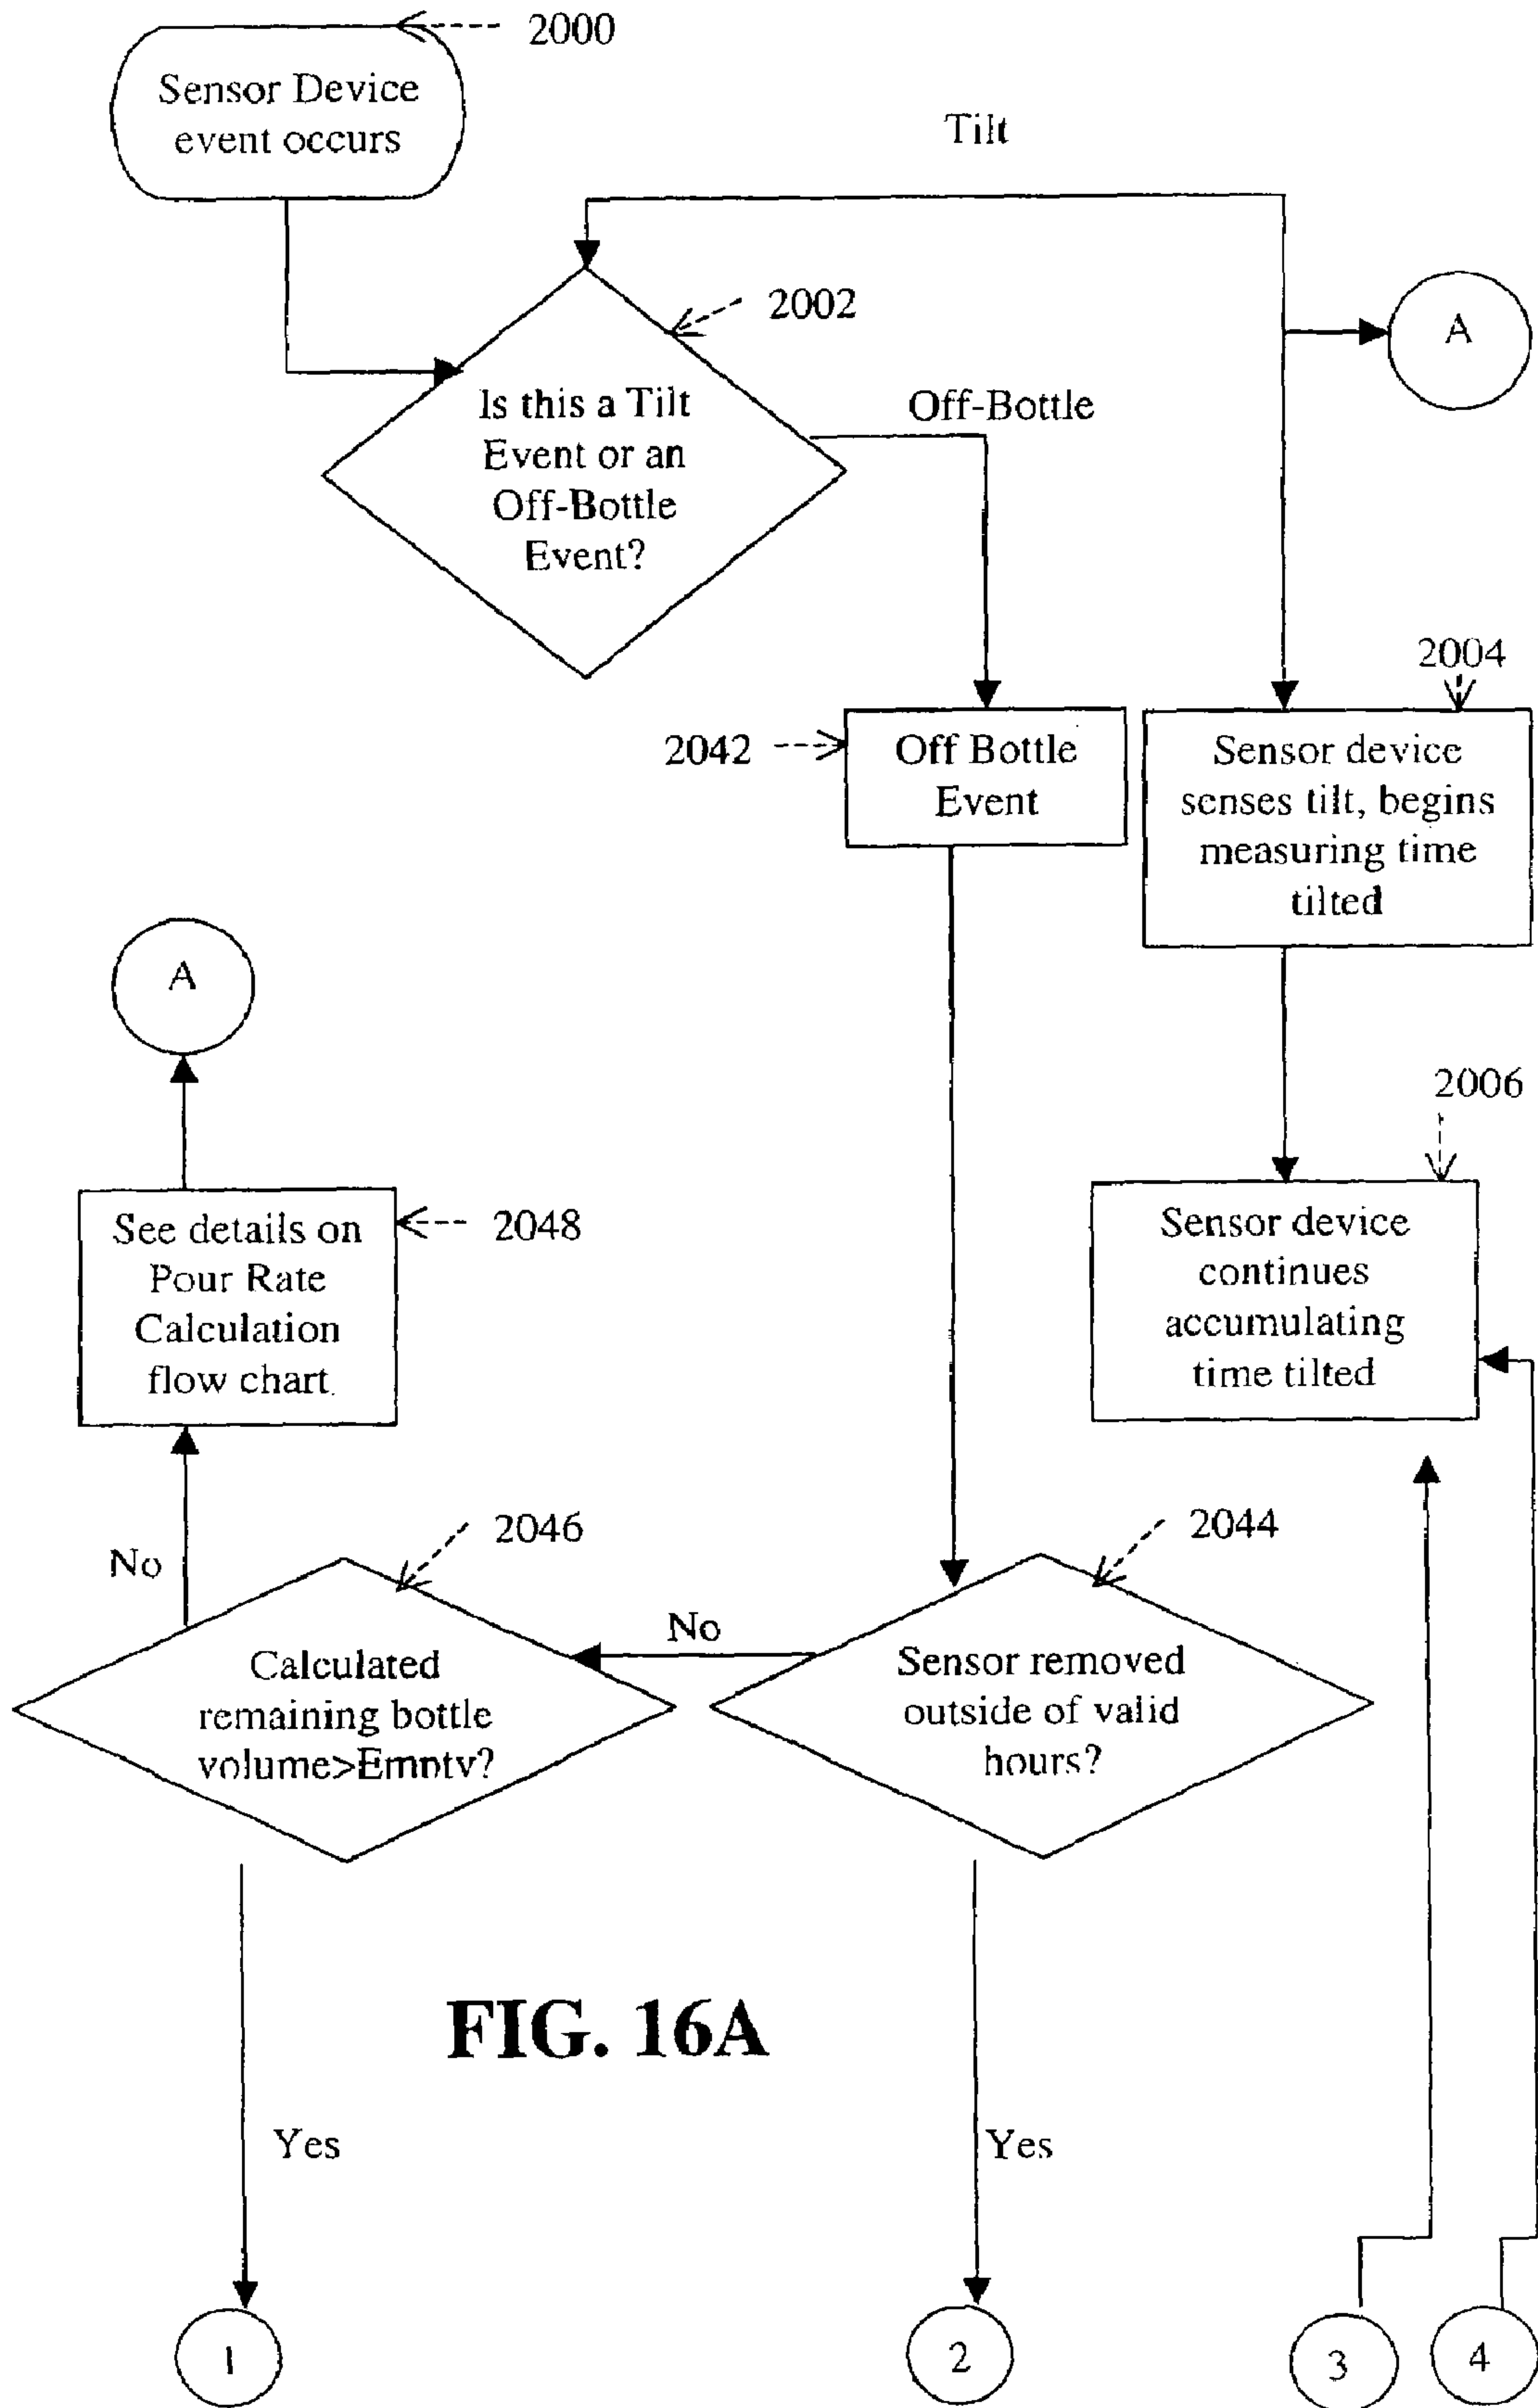 2000
Sensor Device
event occurs
Tilt
2002
A
Is this a Tilt
Event or an
Off-Bottle
Event?
Off-Bottle
2004
2042
Off Bottle
Event
Sensor device
senses tilt, begins
measuring time
tilted
A
2006
See details on
Pour Rate
Calculation
flow chart.
2048
Sensor device
continues
accumulating
time tilted
2046
2044
No
No
Calculated
remaining bottle
volume>Empty?
Sensor removed
outside of valid
hours?
FIG. 16A
Yes
Yes
1
2
3
4